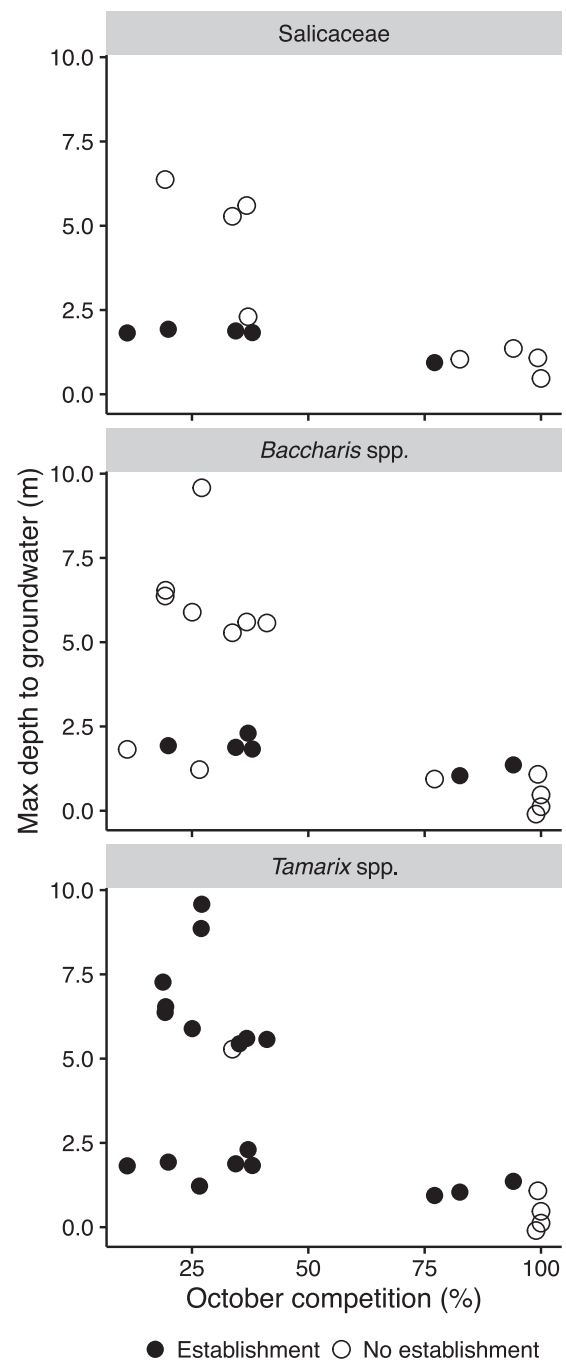 Salicaceae
10.0
7.5
5.0
2.5
0.0
Baccharis spp.
10.0
7.5
5.0
2.5
0.0
Max depth to groundwater (m)
Tamarix spp.
10.0
7.5
5.0
2.5
0.0
25 50 75 100
October competition (%)
Establishment No establishment